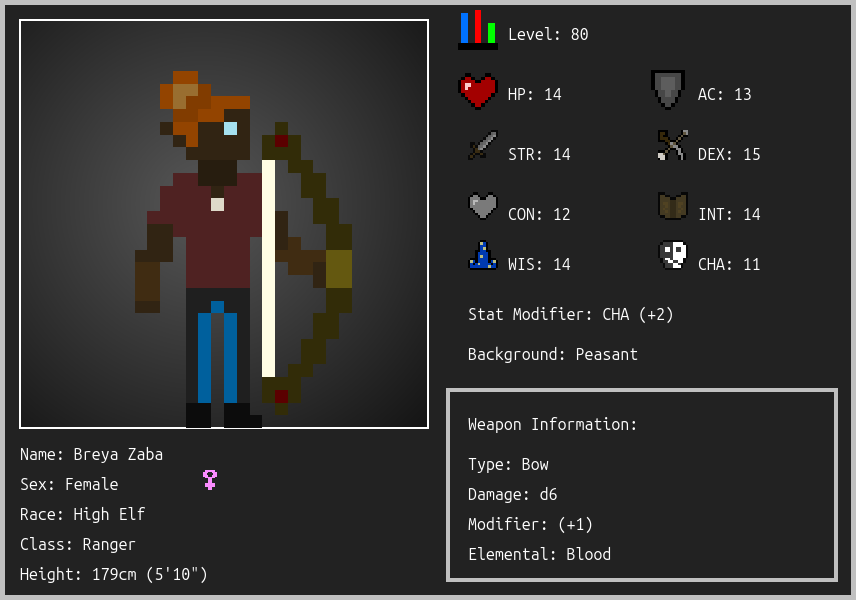 Level: 80
HP: 14
AC: 13
STR: 14
DEX: 15
CON: 12
INT: 14
WIS: 14
CHA: 11
Stat Modifier: CHA (+2)
Background: Peasant
Weapon Information:
Type: Bow
Damage: d6
Modifier: (+1)
Elemental: Blood
Name: Breya Zaba
Sex: Female
Race: High Elf
Class: Ranger
Height: 179cm (5'10")